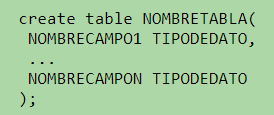 create table NOMBRETABLA(
NOMBRECAMPO1 TIPODEDATO,
...
NOMBRECAMPON TIPODEDATO
);